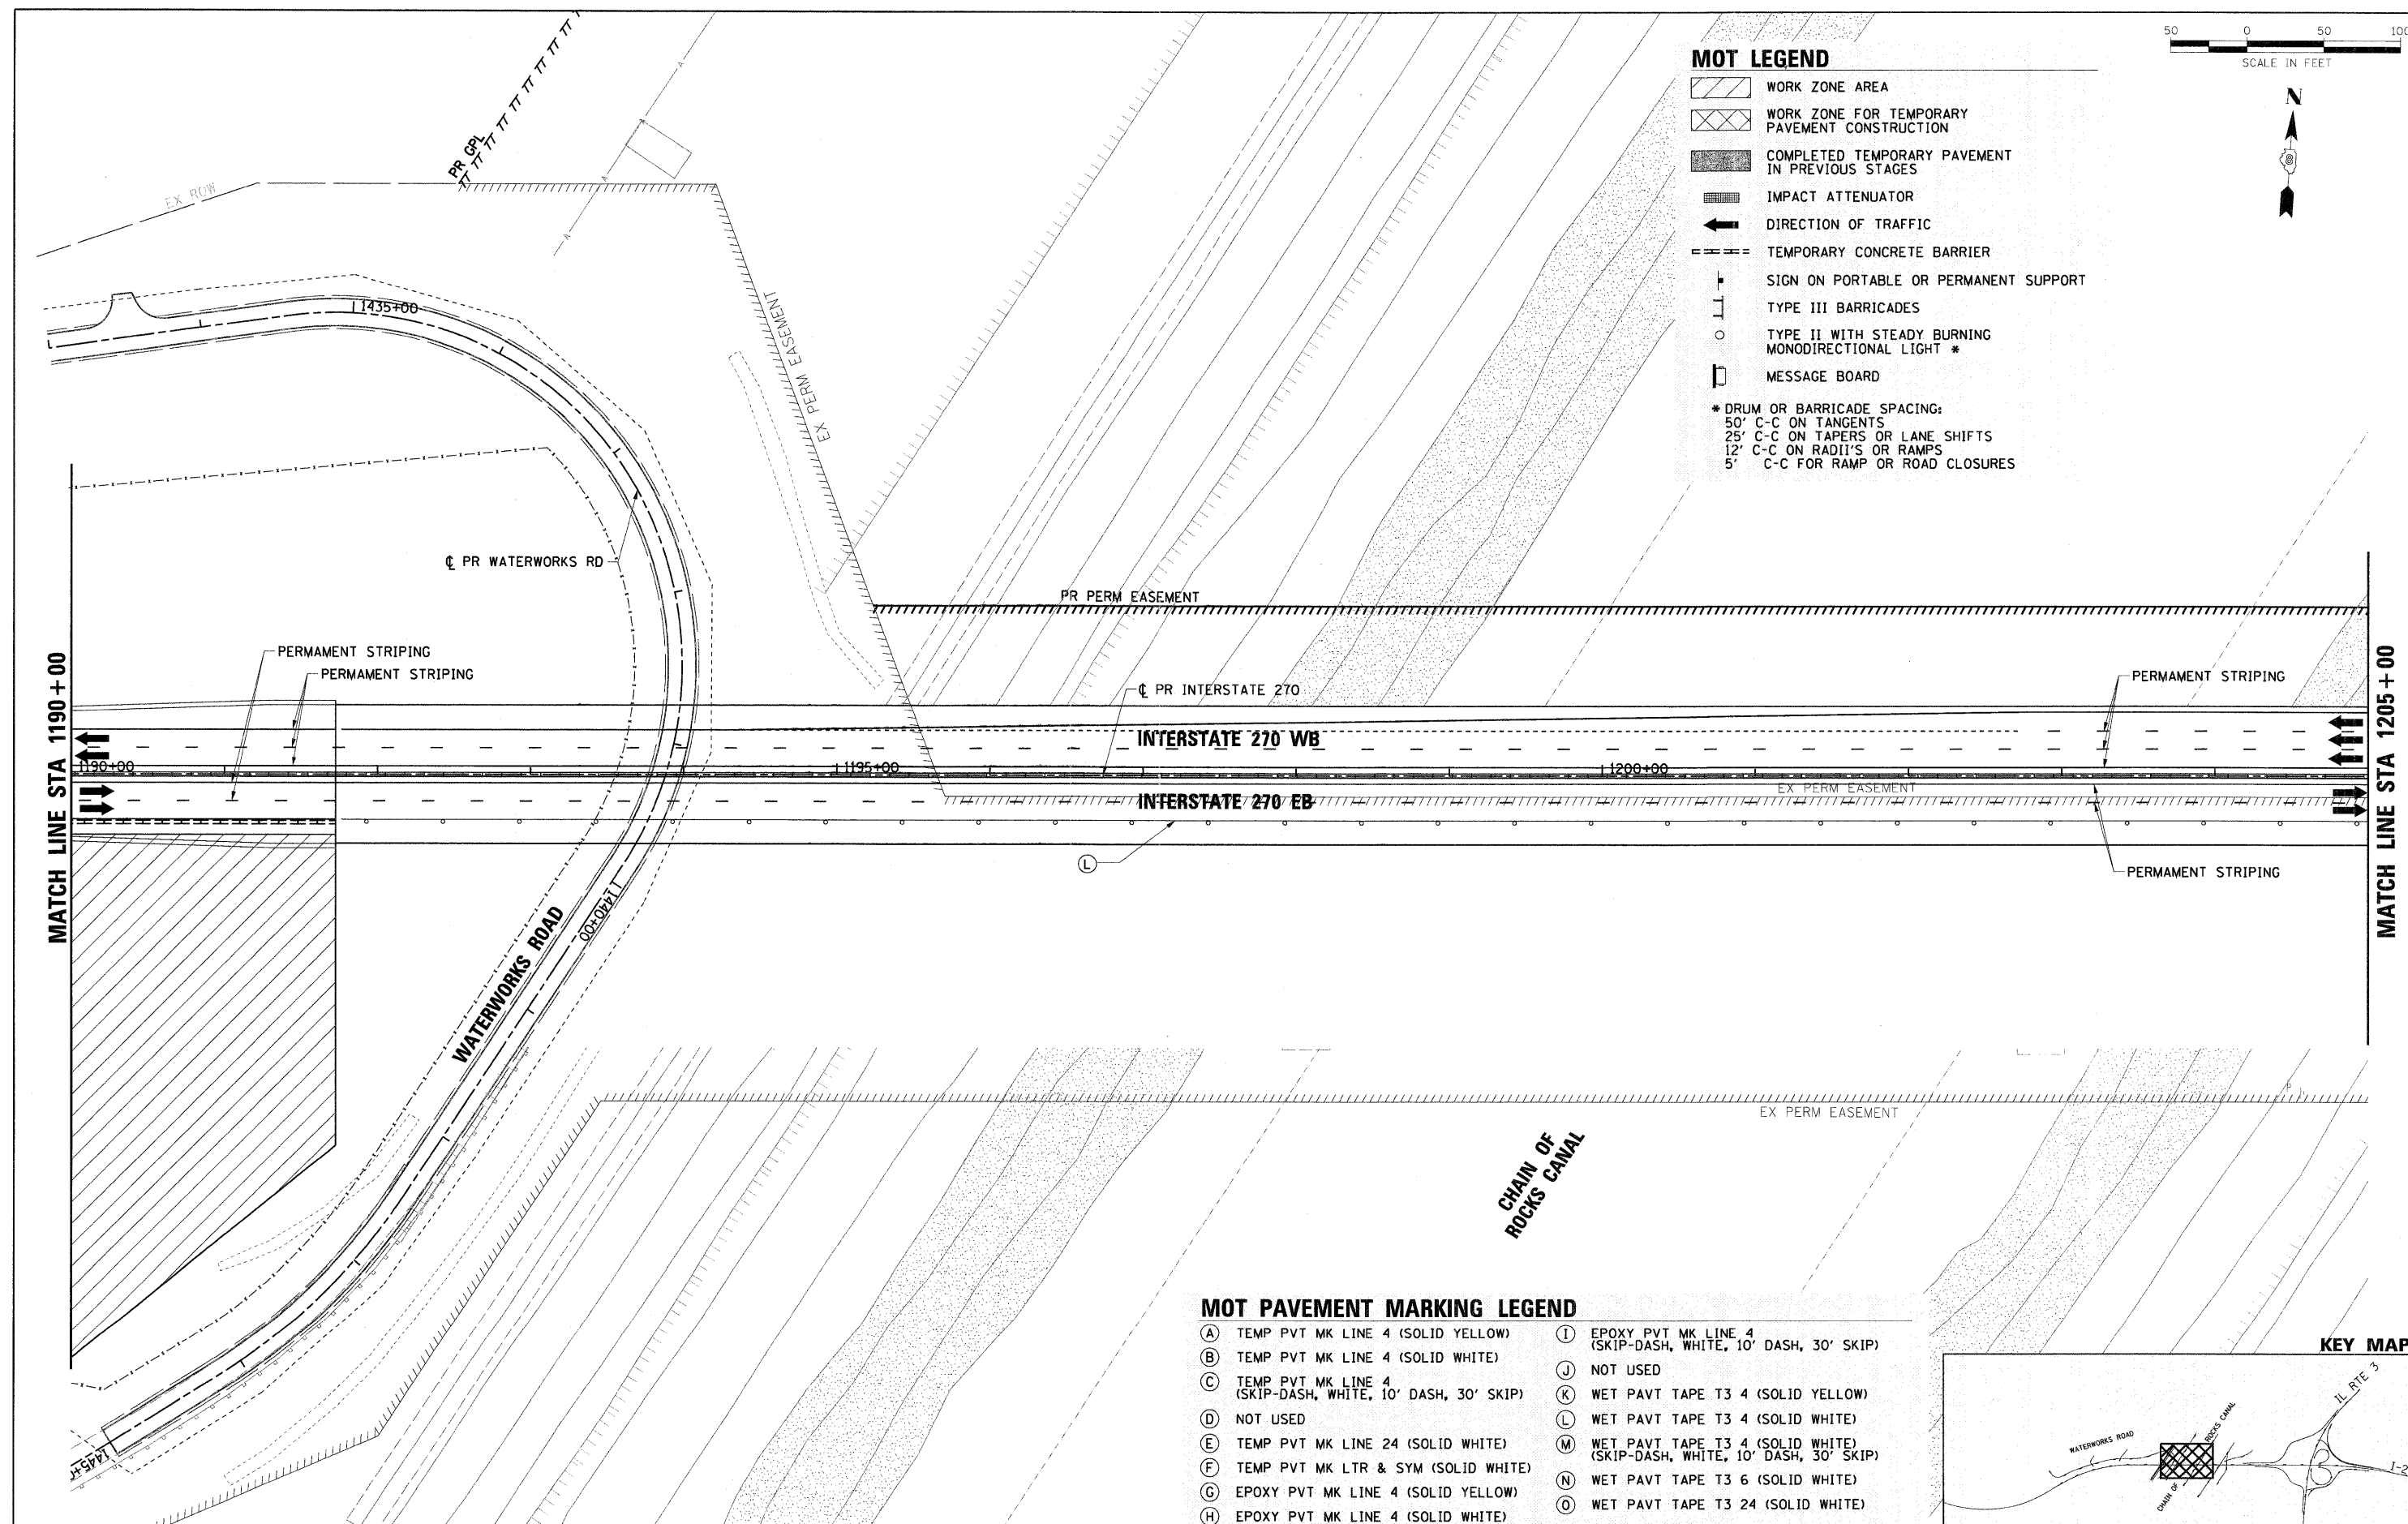 50 0 50 100
SCALE IN FEET
N
MOT LEGEND
WORK ZONE AREA
WORK ZONE FOR TEMPORARY
PAVEMENT CONSTRUCTION
COMPLETED TEMPORARY PAVEMENT
IN PREVIOUS STAGES
IMPACT ATTENUATOR
DIRECTION OF TRAFFIC
TEMPORARY CONCRETE BARRIER
SIGN ON PORTABLE OR PERMANENT SUPPORT
TYPE III BARRICADES
TYPE II WITH STEADY BURNING
MONODIRECTIONAL LIGHT *
MESSAGE BOARD
* DRUM OR BARRICADE SPACING:
50' C-C ON TANGENTS
25' C-C ON TAPERS OR LANE SHIFTS
12' C-C ON RADII'S OR RAMPS
5' C-C FOR RAMP OR ROAD CLOSURES
PR GPL
TT TT TT TT TT TT TT TT TT
A
A
A
A
EX ROW
1435+00
EX PERM EASEMENT
℄ PR WATERWORKS RD
PR PERM EASEMENT
PERMAMENT STRIPING
PERMAMENT STRIPING
℄ PR INTERSTATE 270
PERMAMENT STRIPING
MATCH LINE STA 1190+00
MATCH LINE STA 1205+00
INTERSTATE 270 WB
1190+00
1195+00
1200+00
EX PERM EASEMENT
INTERSTATE 270 EB
L
PERMAMENT STRIPING
1440+00
WATERWORKS ROAD
EX PERM EASEMENT
CHAIN OF
ROCKS CANAL
1445+
MOT PAVEMENT MARKING LEGEND
A TEMP PVT MK LINE 4 (SOLID YELLOW)
B TEMP PVT MK LINE 4 (SOLID WHITE)
C TEMP PVT MK LINE 4
(SKIP-DASH, WHITE, 10' DASH, 30' SKIP)
D NOT USED
E TEMP PVT MK LINE 24 (SOLID WHITE)
F TEMP PVT MK LTR & SYM (SOLID WHITE)
G EPOXY PVT MK LINE 4 (SOLID YELLOW)
H EPOXY PVT MK LINE 4 (SOLID WHITE)
I EPOXY PVT MK LINE 4
(SKIP-DASH, WHITE, 10' DASH, 30' SKIP)
J NOT USED
K WET PAVT TAPE T3 4 (SOLID YELLOW)
L WET PAVT TAPE T3 4 (SOLID WHITE)
M WET PAVT TAPE T3 4 (SOLID WHITE)
(SKIP-DASH, WHITE, 10' DASH, 30' SKIP)
N WET PAVT TAPE T3 6 (SOLID WHITE)
O WET PAVT TAPE T3 24 (SOLID WHITE)
KEY MAP
IL RTE 3
WATERWORKS ROAD
CHAIN OF
ROCKS CANAL
I-2